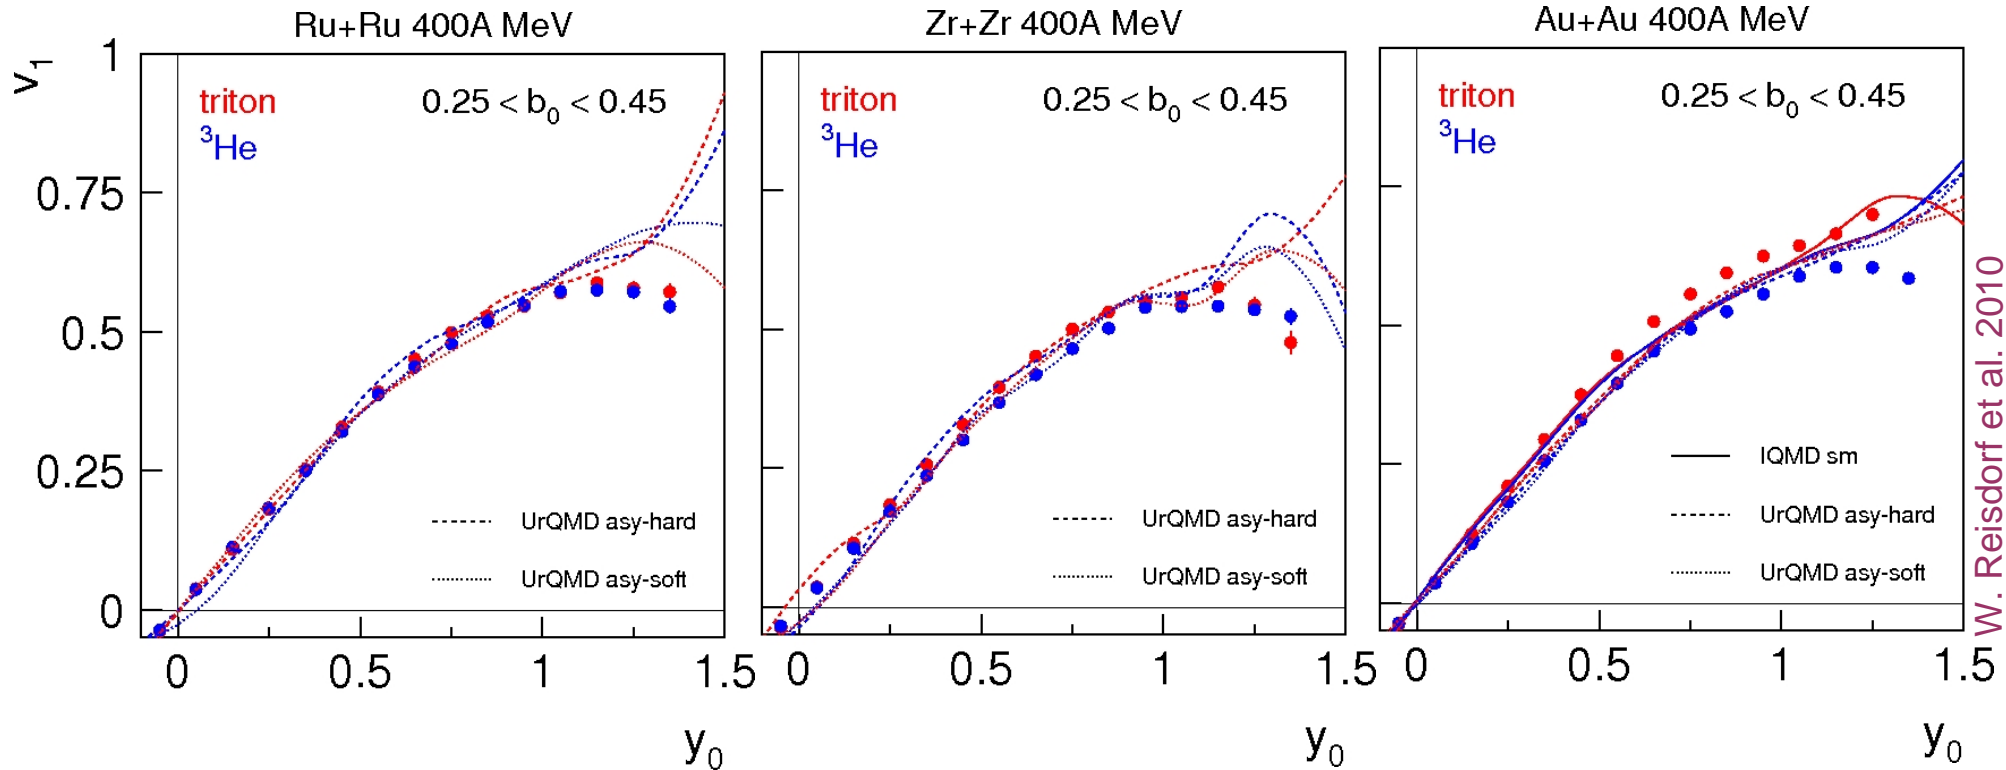 Ru+Ru 400A MeV
Zr+Zr 400A MeV
Au+Au 400A MeV
v1
1
0.75
0.5
0.25
0
triton
3He
0.25 < b0 < 0.45
UrQMD asy-hard
UrQMD asy-soft
0 0.5 1 1.5
y0
triton
3He
0.25 < b0 < 0.45
UrQMD asy-hard
UrQMD asy-soft
0 0.5 1 1.5
y0
triton
3He
0.25 < b0 < 0.45
IQMD sm
UrQMD asy-hard
UrQMD asy-soft
0 0.5 1 1.5
y0
W. Reisdorf et al. 2010